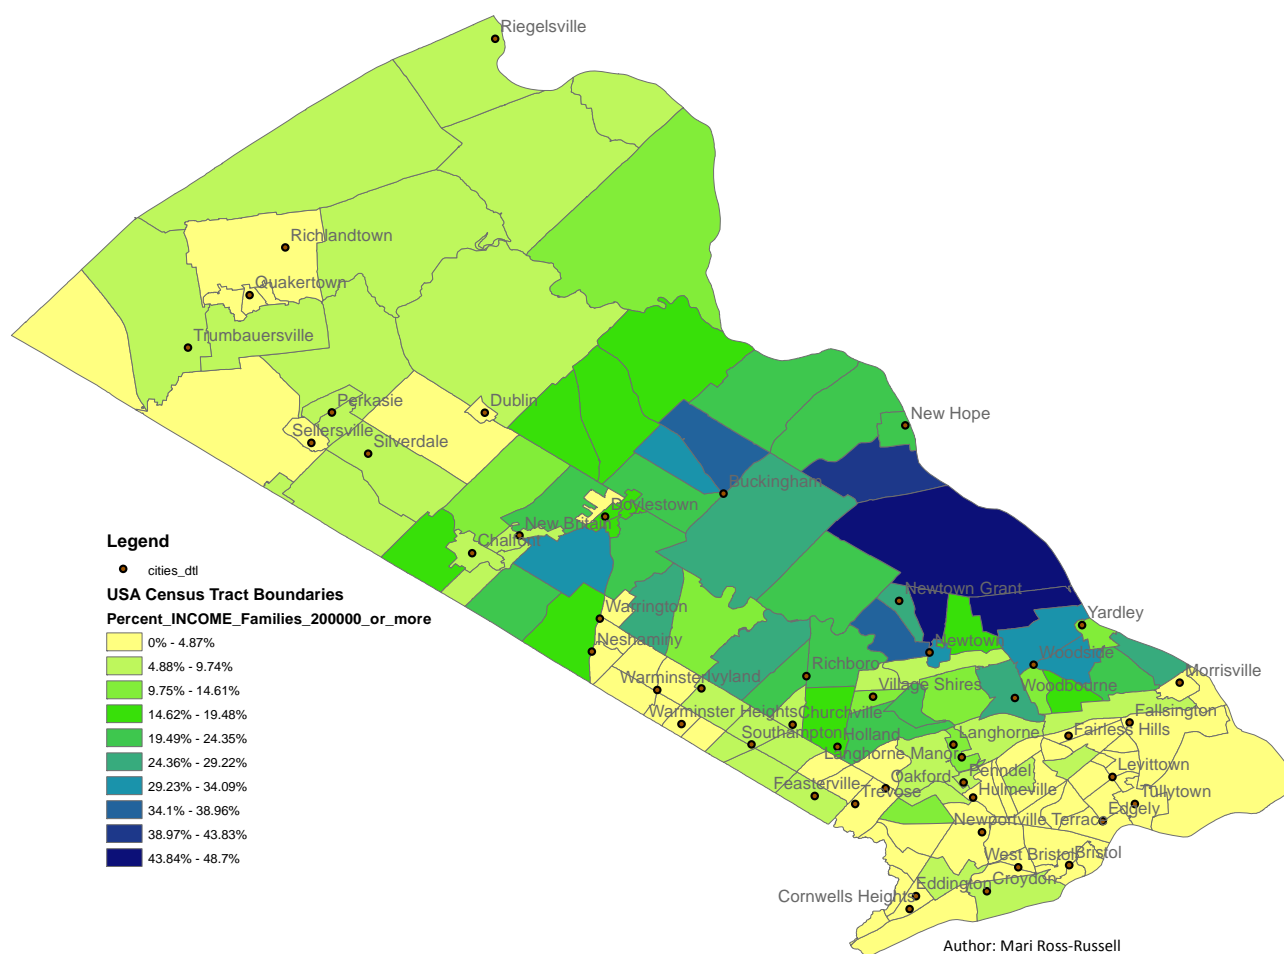 Riegelsville
Richlandtown
Quakertown
Trumbauersville
Perkasie
Dublin
Sellersville
Silverdale
New Hope
Buckingham
Doylestown
New Britain
Chalfont
Legend
cities_dtl
USA Census Tract Boundaries
Percent_INCOME_Families_200000_or_more
0% - 4.87%
4.88% - 9.74%
9.75% - 14.61%
14.62% - 19.48%
19.49% - 24.35%
24.36% - 29.22%
29.23% - 34.09%
34.1% - 38.96%
38.97% - 43.83%
43.84% - 48.7%
Newtown Grant
Warrington
Yardley
Neshaminy
Newtown
Woodside
Richboro
Morrisville
Warminster
Ivyland
Village Shires
Woodbourne
Warminster Heights
Churchville
Fallsington
Southampton
Holland
Langhorne
Fairless Hills
Langhorne Manor
Levittown
Feasterville
Oakford
Penndel
Trevose
Hulmeville
Tullytown
Edgely
Newportville Terrace
West Bristol
Bristol
Eddington
Croydon
Cornwells Heights
Author: Mari Ross-Russell